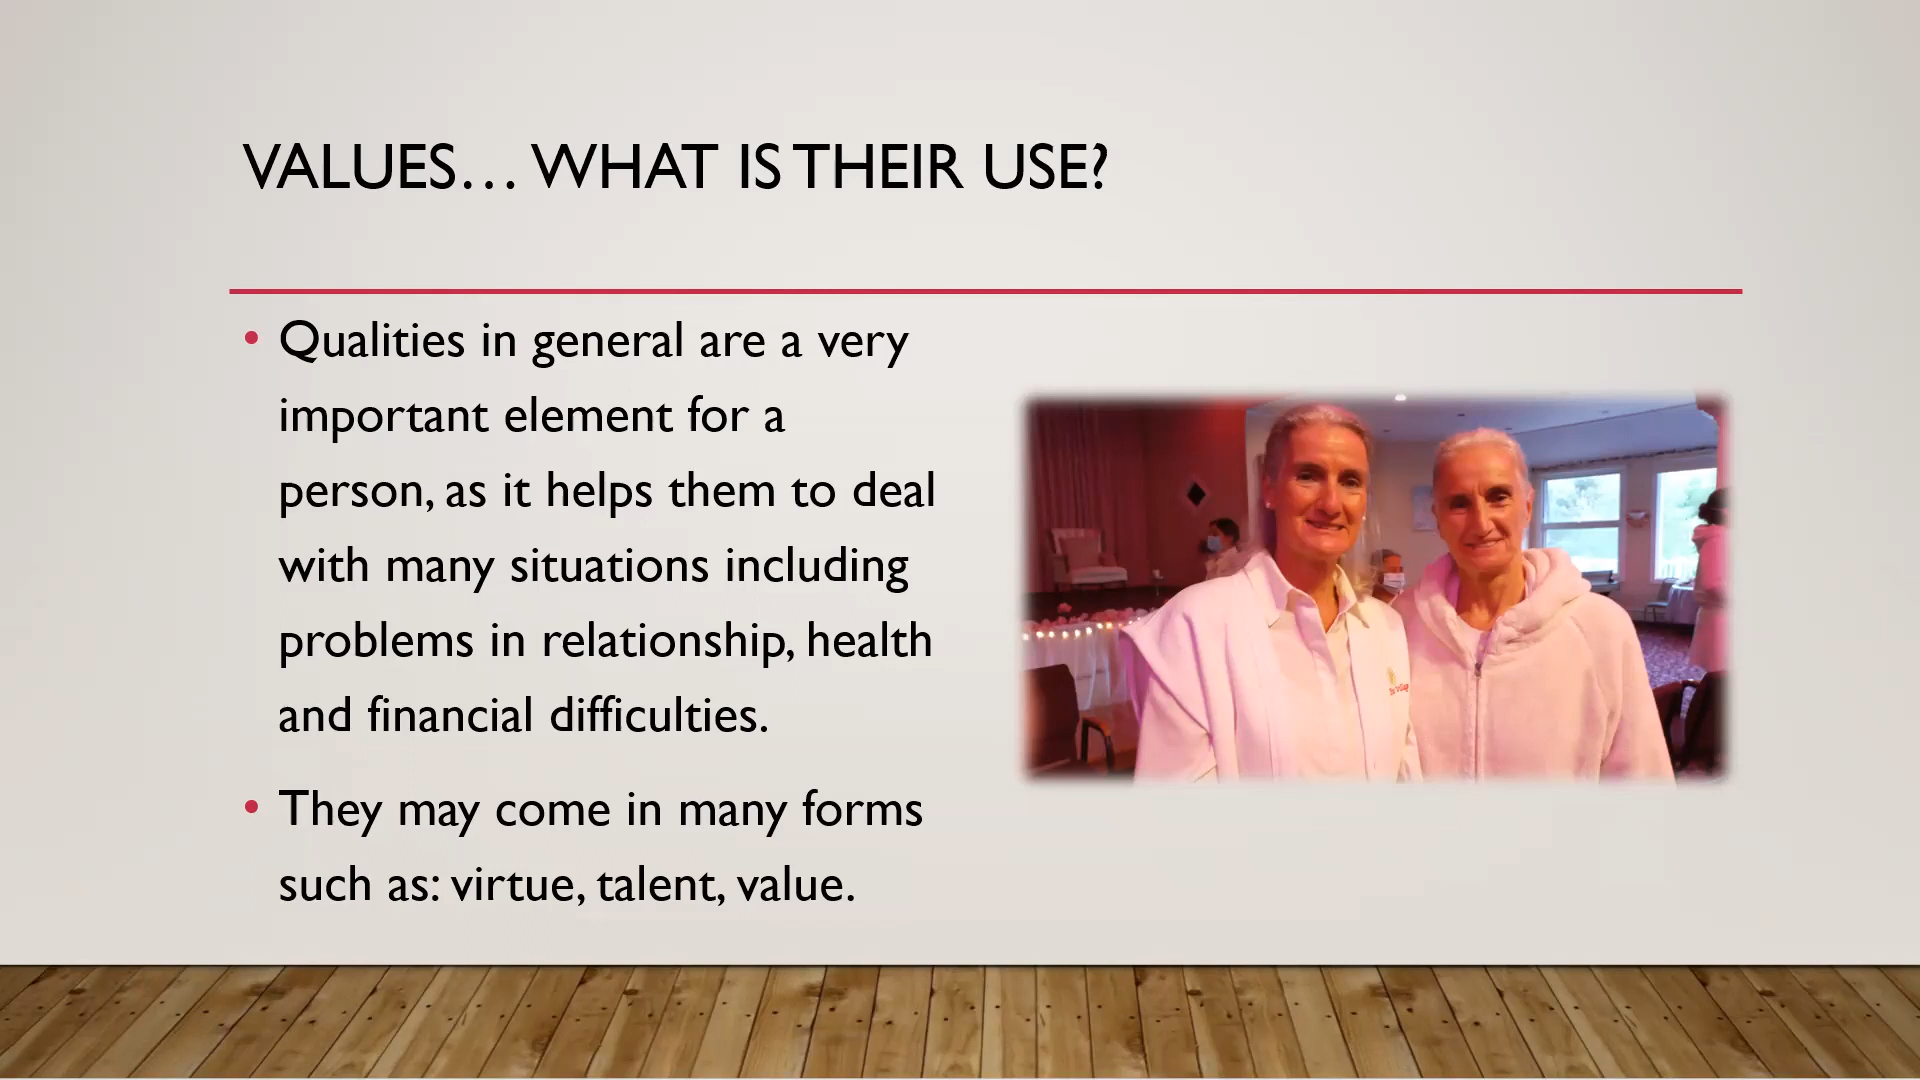 VALUES… WHAT IS THEIR USE?
• Qualities in general are a very
important element for a
person, as it helps them to deal
with many situations including
problems in relationship, health
and financial difficulties.
• They may come in many forms
such as: virtue, talent, value.